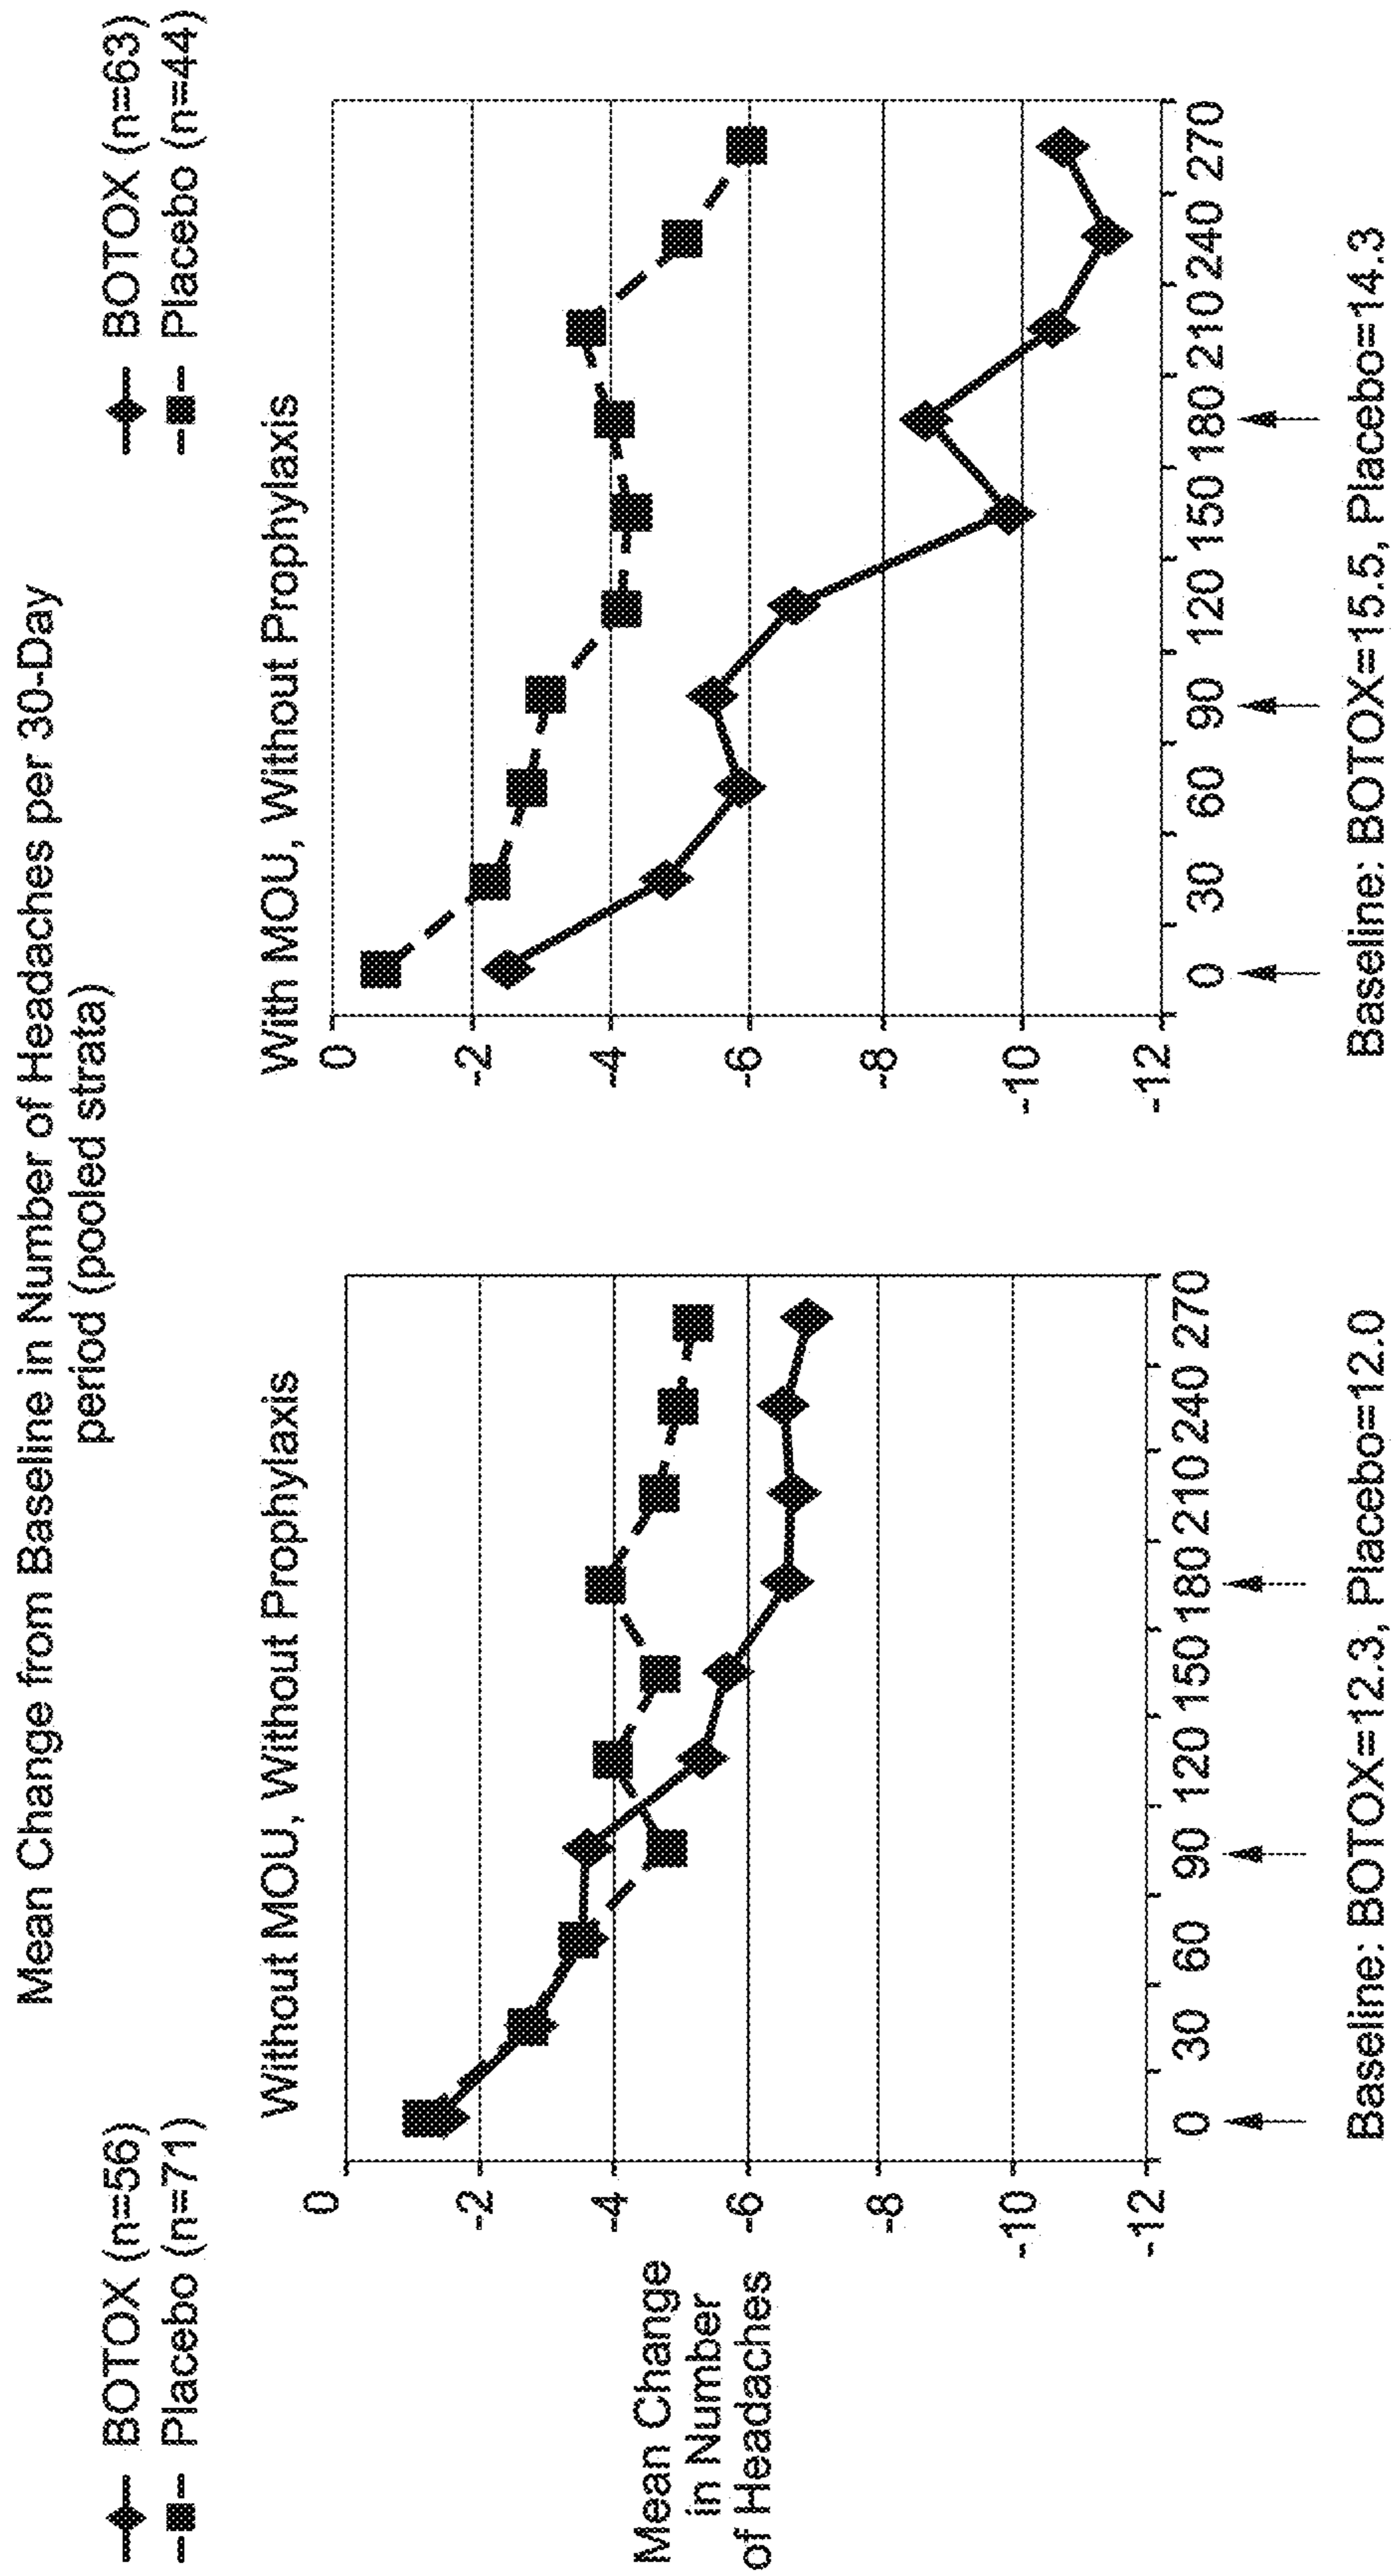 Mean Change from Baseline in Number of Headaches per 30-Day
period (pooled strata)
BOTOX (n=56)
Placebo (n=71)
BOTOX (n=63)
Placebo (n=44)
Without MOU, Without Prophylaxis
Mean Change
in Number
of Headaches
0
-2
-4
-6
-8
-10
-12
0 30 60 90 120 150 180 210 240 270
Baseline: BOTOX=12.3, Placebo=12.0
With MOU, Without Prophylaxis
0
-2
-4
-6
-8
-10
-12
0 30 60 90 120 150 180 210 240 270
Baseline: BOTOX=15.5, Placebo=14.3